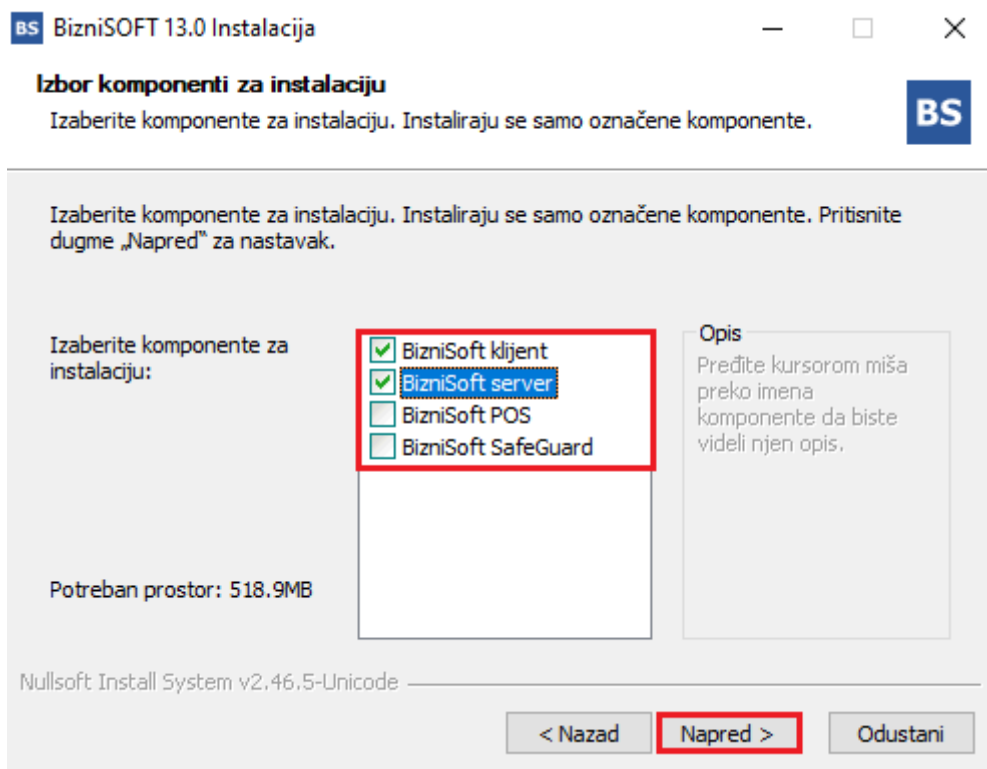 BS BizniSOFT 13.0 Instalacija
Izbor komponenti za instalaciju
Izaberite komponente za instalaciju. Instaliraju se samo označene komponente.
BS
Izaberite komponente za instalaciju. Instaliraju se samo označene komponente. Pritisnite
dugme „Napred“ za nastavak.
Izaberite komponente za
instalaciju:
BizniSoft klijent
BizniSoft server
BizniSoft POS
BizniSoft SafeGuard
Opis
Pređite kursorom miša
preko imena
komponente da biste
videli njen opis.
Potreban prostor: 518.9MB
Nullsoft Install System v2.46.5-Unicode
< Nazad
Napred >
Odustani